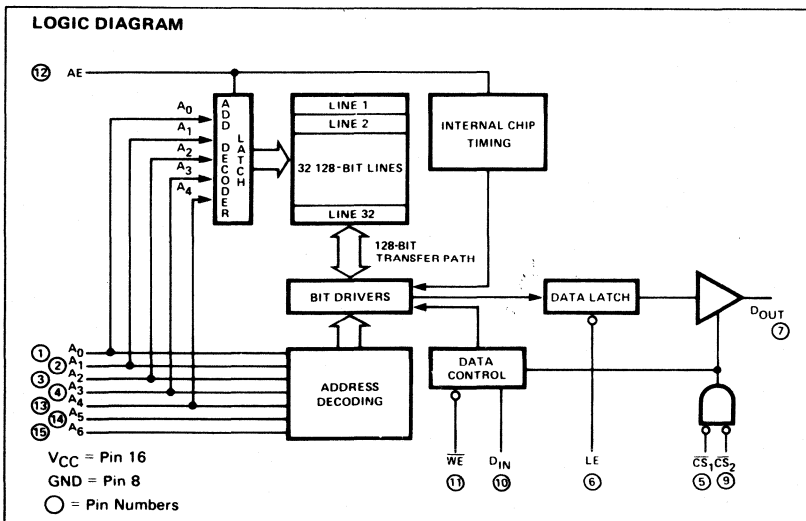 LOGIC DIAGRAM
12 AE
A0
A1
A2
A3
A4
ADD DECODER
LATCH
LINE 1
LINE 2
32 128-BIT LINES
LINE 32
INTERNAL CHIP
TIMING
128-BIT
TRANSFER PATH
BIT DRIVERS
DATA LATCH
DOUT
7
1 A0
2 A1
3 A2
4 A3
13 A4
14 A5
15 A6
ADDRESS
DECODING
DATA
CONTROL
WE
11
DIN
10
LE
6
CS1 CS2
5 9
VCC = Pin 16
GND = Pin 8
○ = Pin Numbers